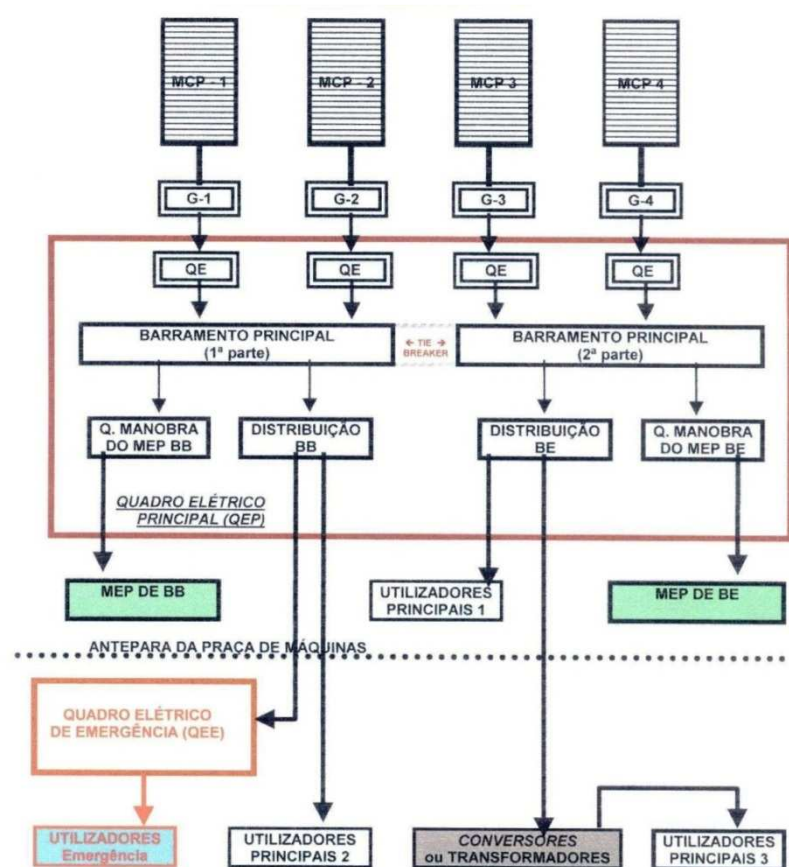 MCP - 1
MCP - 2
MCP 3
MCP 4
G-1
G-2
G-3
G-4
QE
QE
QE
QE
BARRAMENTO PRINCIPAL
(1ª parte)
← TIE →
BREAKER
BARRAMENTO PRINCIPAL
(2ª parte)
Q. MANOBRA
DO MEP BB
DISTRIBUIÇÃO
BB
DISTRIBUIÇÃO
BE
Q. MANOBRA
DO MEP BE
QUADRO ELÉTRICO
PRINCIPAL (QEP)
MEP DE BB
UTILIZADORES
PRINCIPAIS 1
MEP DE BE
ANTEPARA DA PRAÇA DE MÁQUINAS
QUADRO ELÉTRICO
DE EMERGÊNCIA (QEE)
UTILIZADORES
Emergência
UTILIZADORES
PRINCIPAIS 2
CONVERSORES
ou TRANSFORMADORES
UTILIZADORES
PRINCIPAIS 3